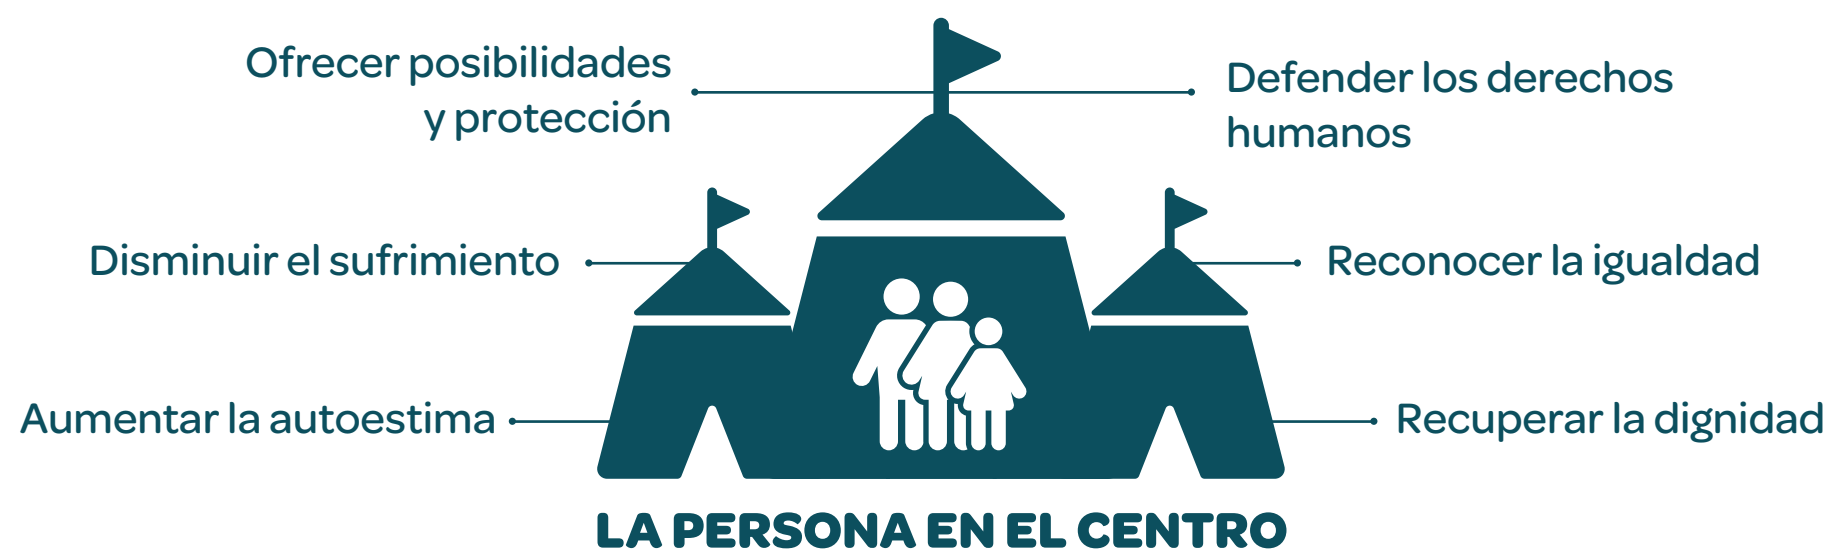 Ofrecer posibilidades
y protección
Defender los derechos
humanos
Disminuir el sufrimiento
Reconocer la igualdad
Aumentar la autoestima
Recuperar la dignidad
LA PERSONA EN EL CENTRO